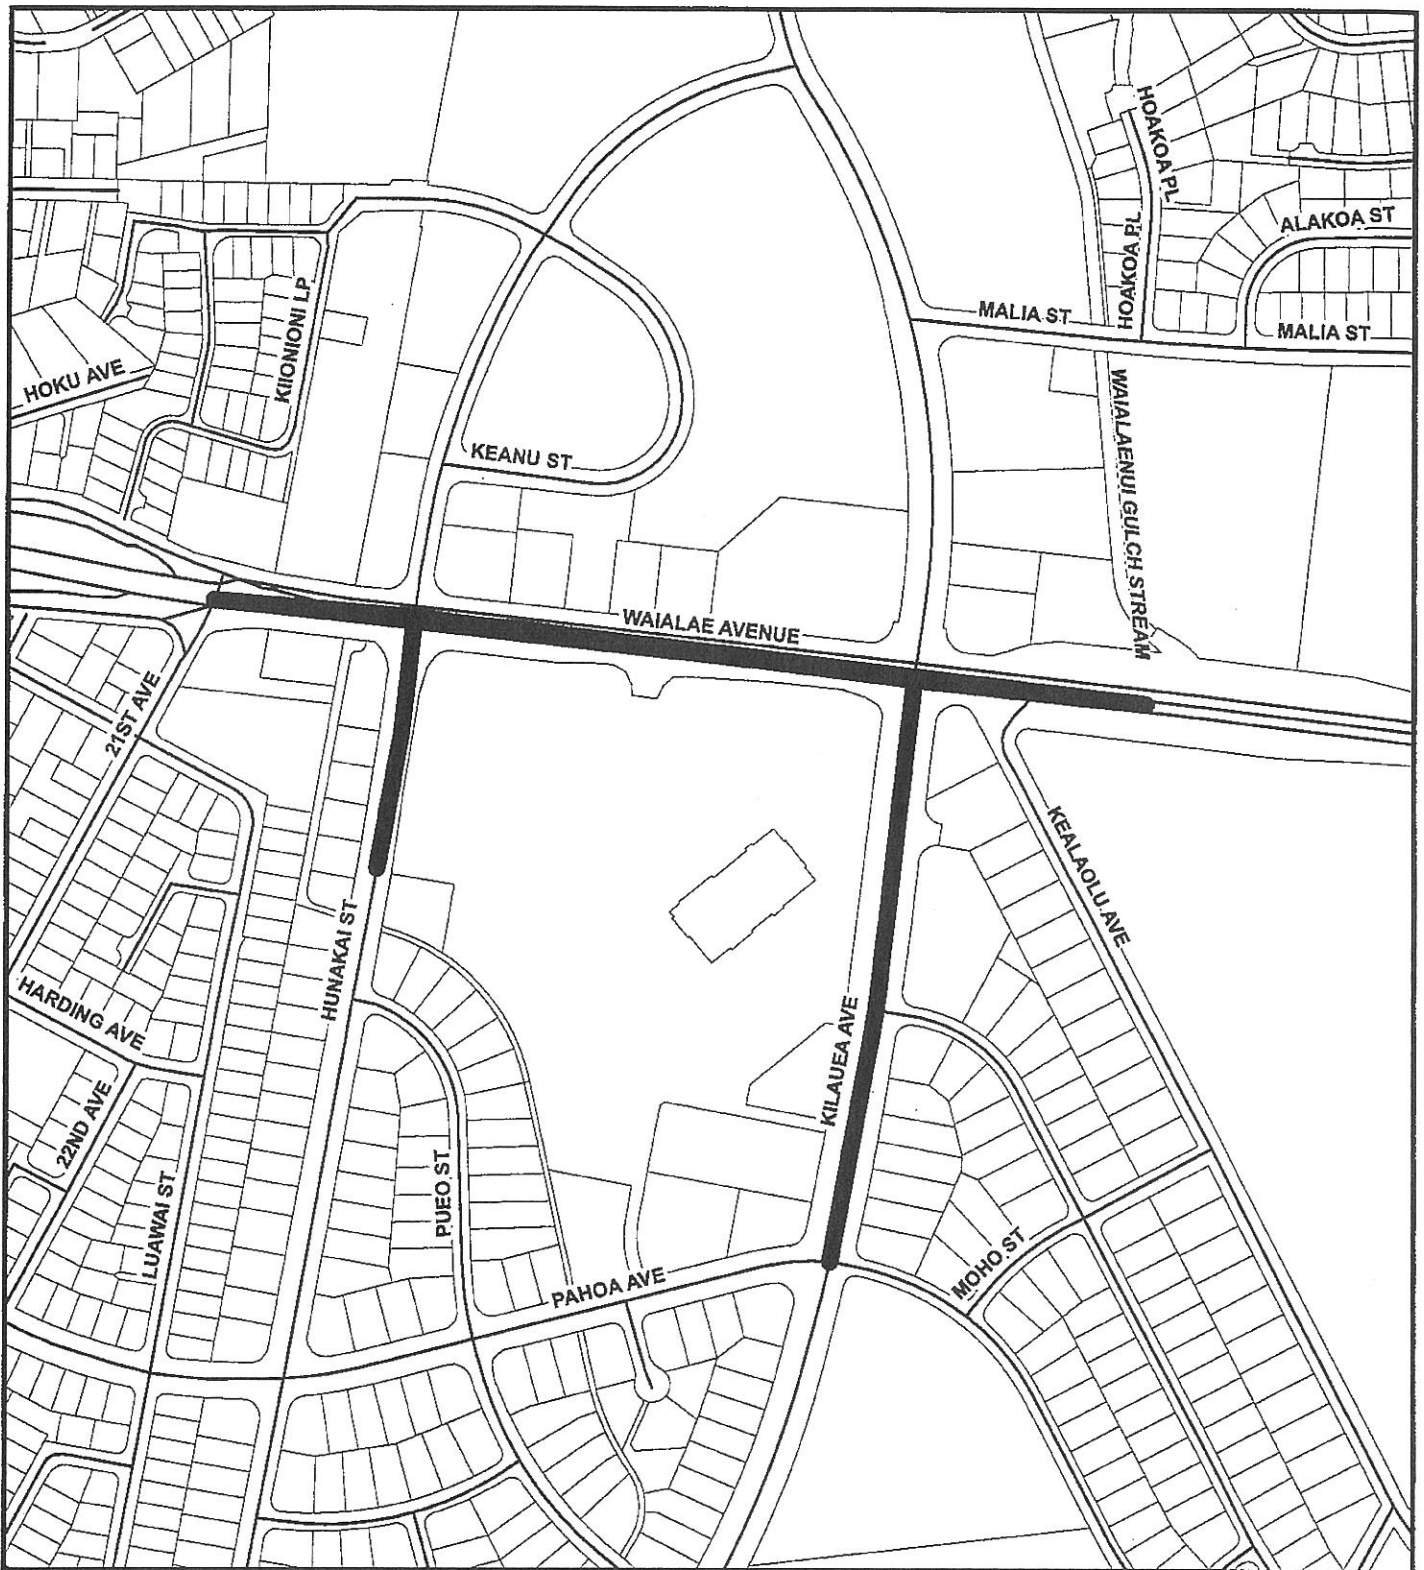 HOAKOA PL
ALAKOA ST
HOAKOA PL
KIIONIONI LP
MALIA ST
MALIA ST
HOKU AVE
KEANU ST
WAIALAENUI GULCH STREAM
WAIALAE AVENUE
21ST AVE
KEALAOLU AVE
HUNAKAI ST
HARDING AVE
KILAUEA AVE
22ND AVE
PUEO ST
LUAWAI ST
MOHO ST
PAHOA AVE